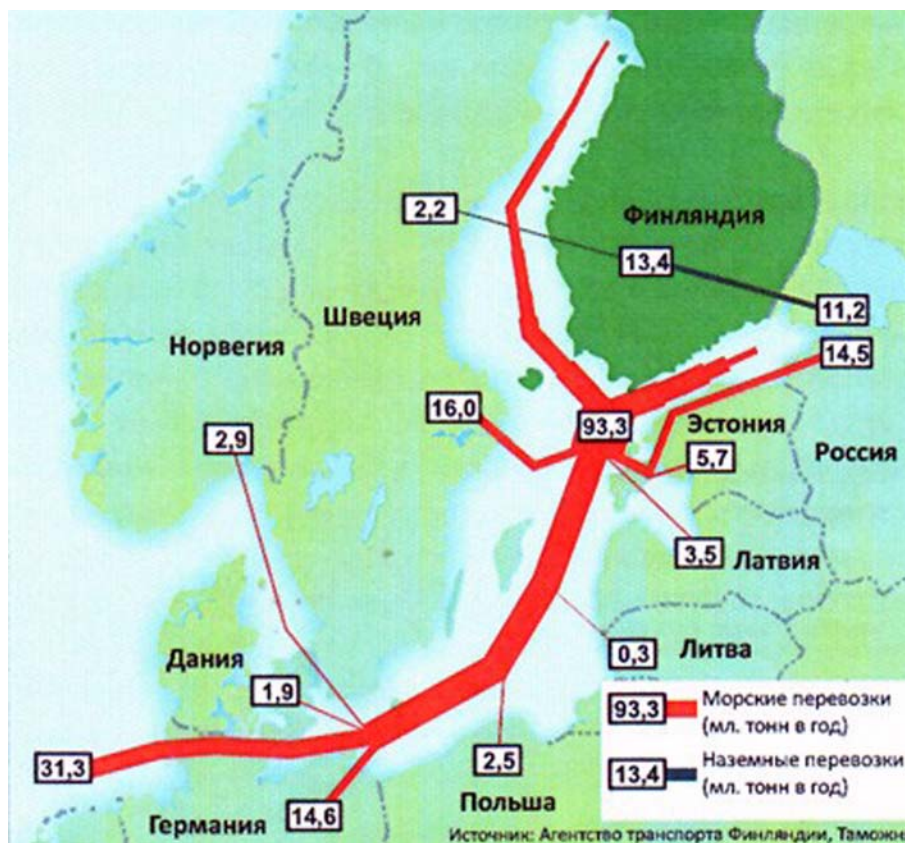 2,2
Финляндия
13,4
11,2
Швеция
Норвегия
14,5
16,0
93,3
Эстония
2,9
5,7
Россия
3,5
Латвия
0,3
Литва
Дания
1,9
93,3
Морские перевозки
(мл. тонн в год)
31,3
2,5
13,4
Наземные перевозки
(мл. тонн в год)
14,6
Польша
Германия
Источник: Агентство транспорта Финляндии, Таможн